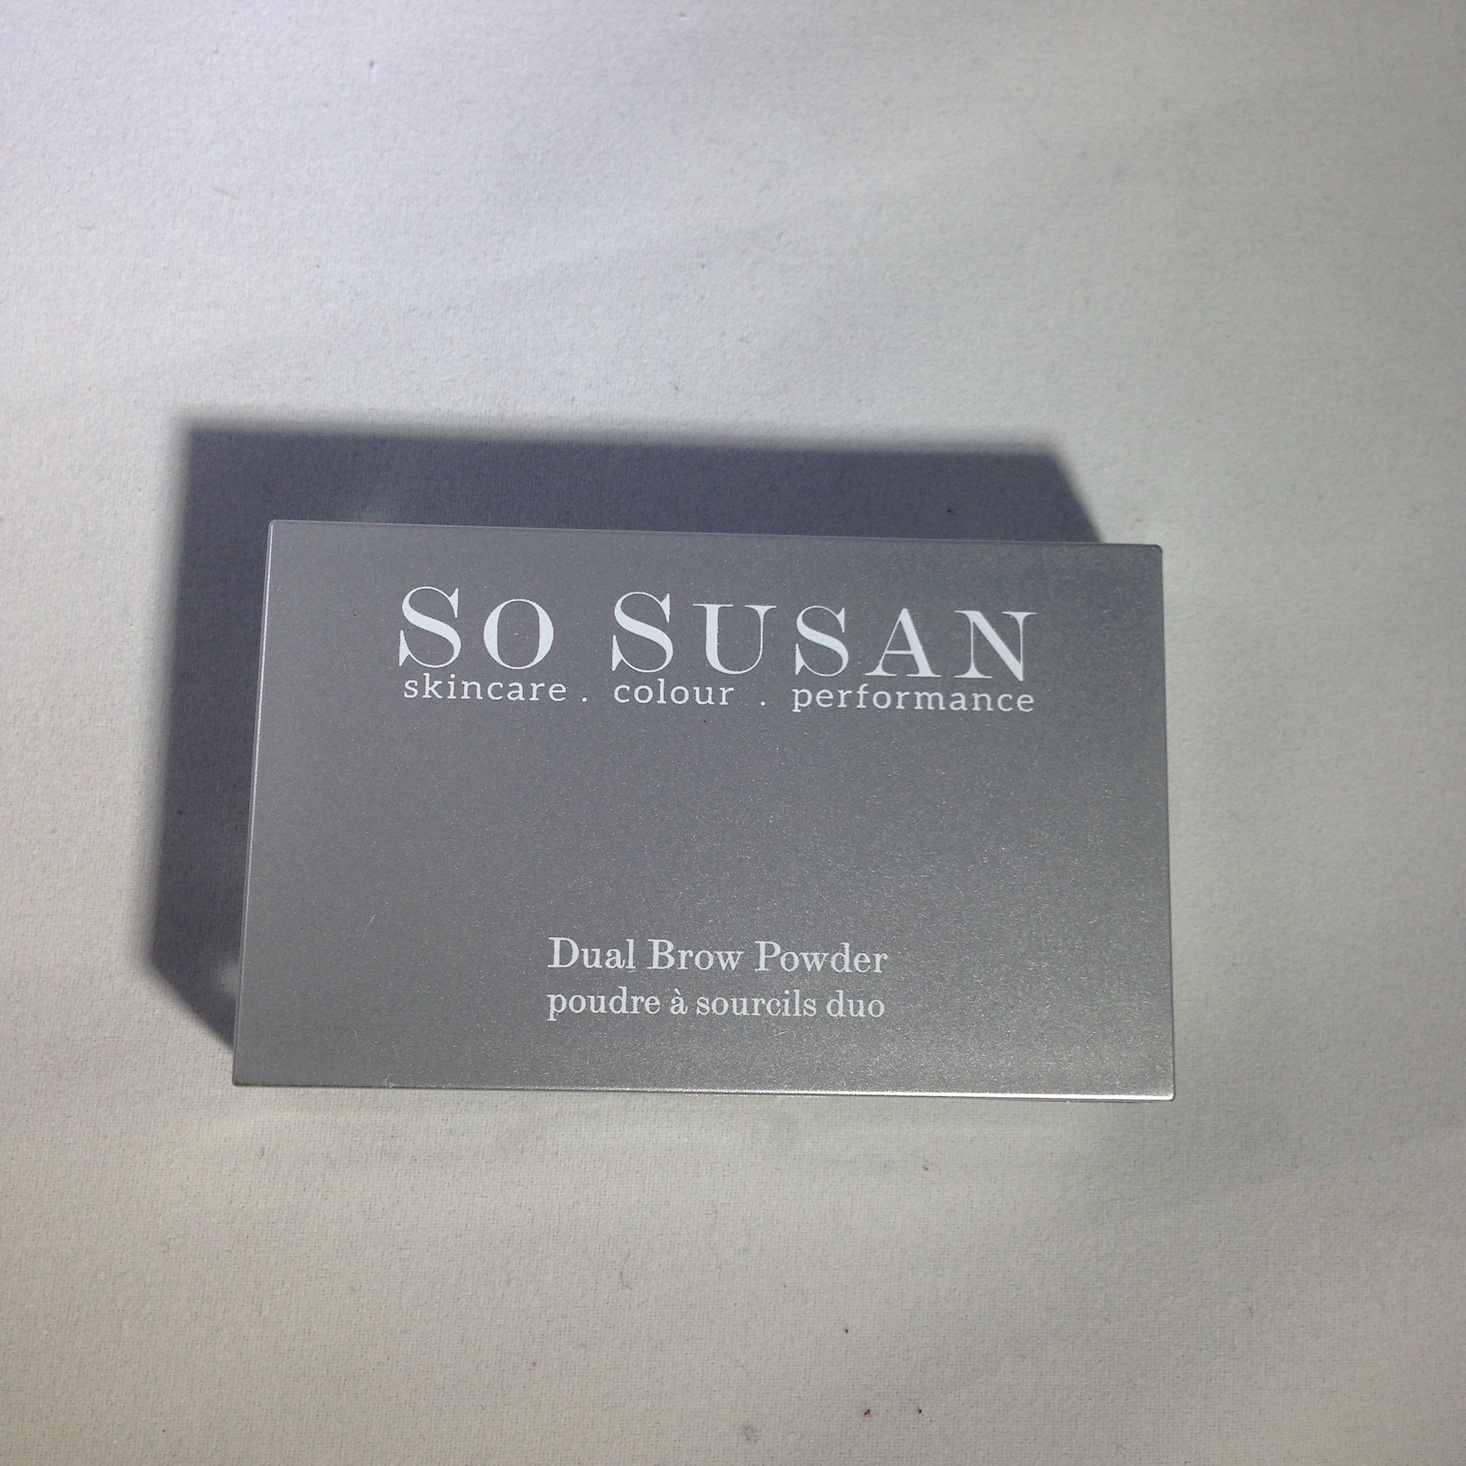 SO SUSAN
skincare . colour . performance
Dual Brow Powder
poudre à sourcils duo